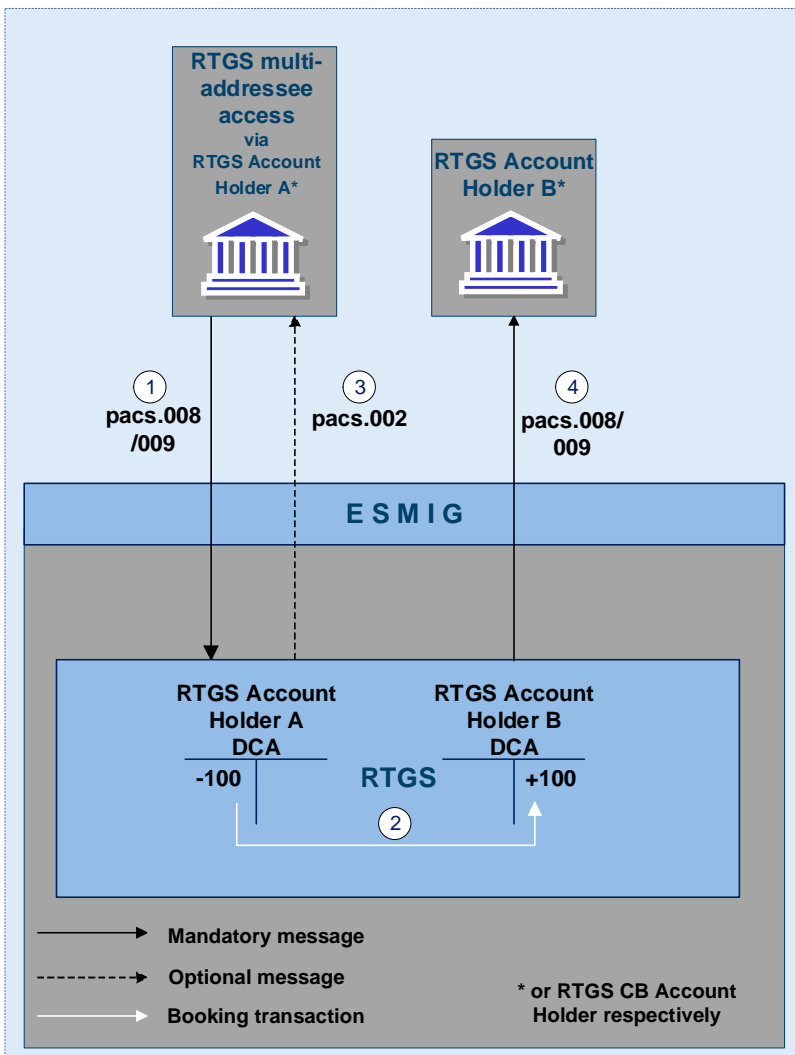 RTGS multi-
addressee
access
via
RTGS Account
Holder A*
RTGS Account
Holder B*
1
pacs.008
/009
3
pacs.002
4
pacs.008/
009
E S M I G
RTGS Account
Holder A
DCA
RTGS Account
Holder B
DCA
-100
RTGS
+100
2
Mandatory message
Optional message
Booking transaction
* or RTGS CB Account
Holder respectively